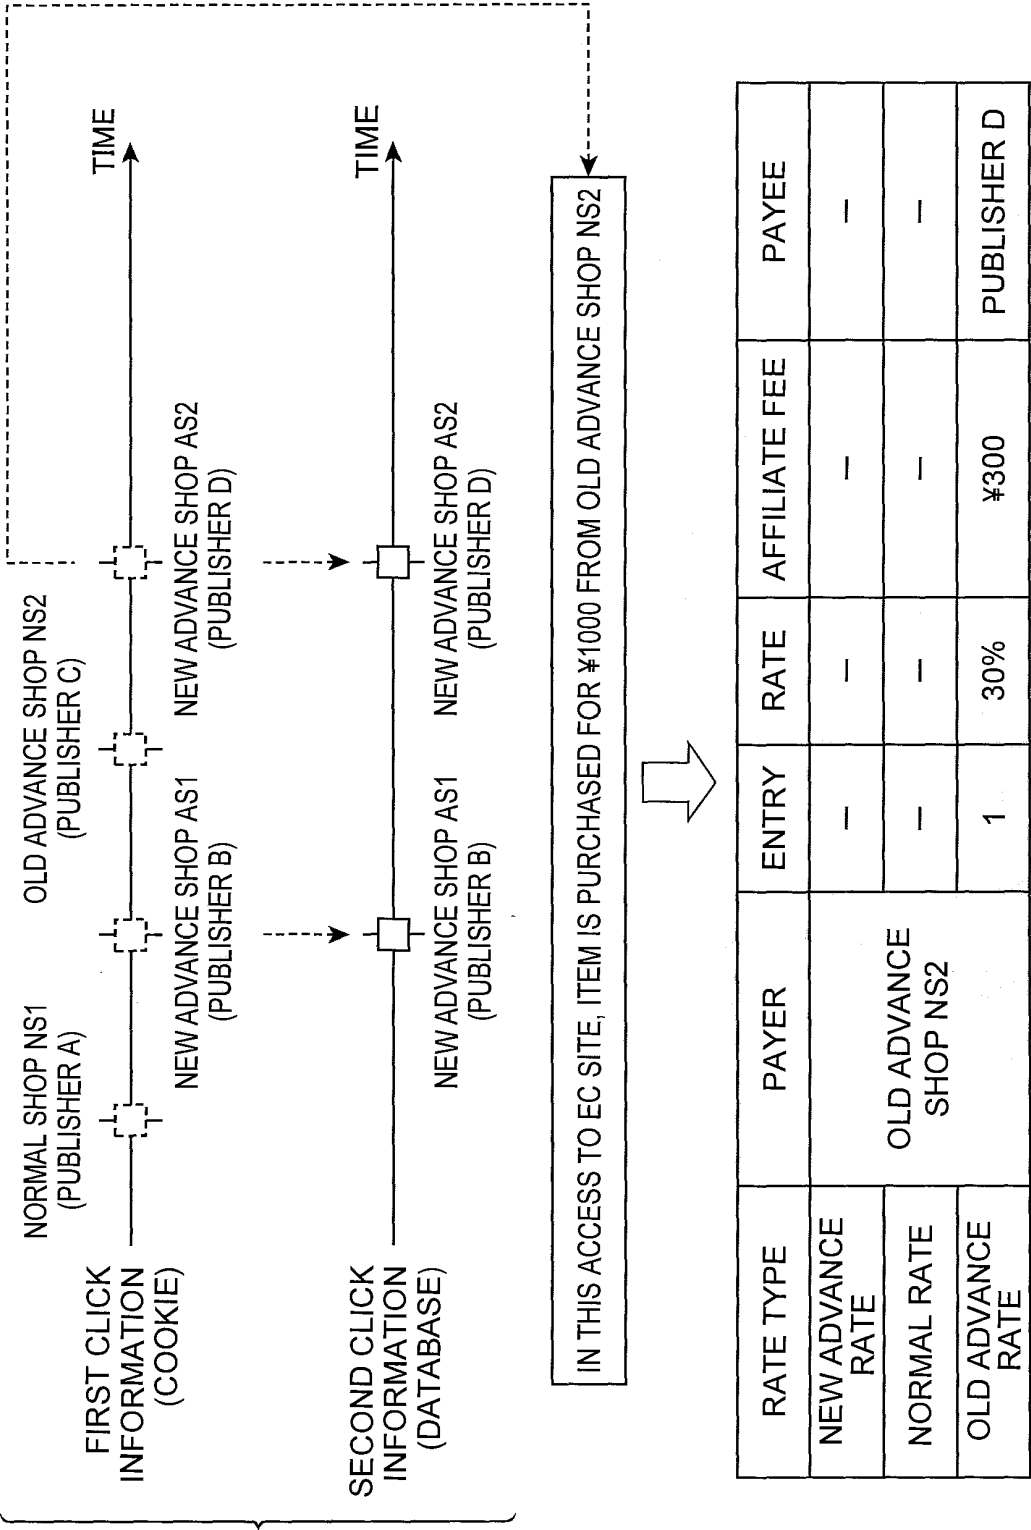 NORMAL SHOP NS1
(PUBLISHER A)
OLD ADVANCE SHOP NS2
(PUBLISHER C)
FIRST CLICK
INFORMATION
(COOKIE)
TIME
NEW ADVANCE SHOP AS1
(PUBLISHER B)
NEW ADVANCE SHOP AS2
(PUBLISHER D)
SECOND CLICK
INFORMATION
(DATABASE)
TIME
NEW ADVANCE SHOP AS1
(PUBLISHER B)
NEW ADVANCE SHOP AS2
(PUBLISHER D)
IN THIS ACCESS TO EC SITE, ITEM IS PURCHASED FOR ¥1000 FROM OLD ADVANCE SHOP NS2
RATE TYPE PAYER ENTRY RATE AFFILIATE FEE PAYEE
NEW ADVANCE
RATE
– – – –
OLD ADVANCE
SHOP NS2
NORMAL RATE – – – –
OLD ADVANCE
RATE
1 30% ¥300 PUBLISHER D